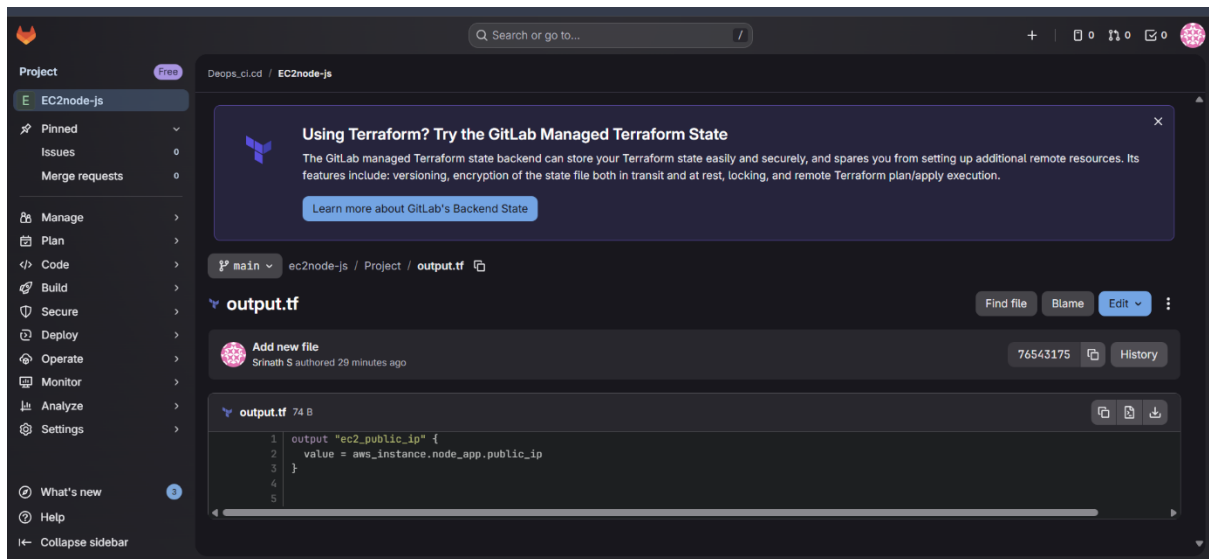 Search or go to...
/
0
0
0
Project
Free
E EC2node-js
Pinned
Issues 0
Merge requests 0
Manage
Plan
Code
Build
Secure
Deploy
Operate
Monitor
Analyze
Settings
What's new 3
Help
Collapse sidebar
Deops_ci.cd / EC2node-js
Using Terraform? Try the GitLab Managed Terraform State
The GitLab managed Terraform state backend can store your Terraform state easily and securely, and spares you from setting up additional remote resources. Its
features include: versioning, encryption of the state file both in transit and at rest, locking, and remote Terraform plan/apply execution.
Learn more about GitLab's Backend State
main ec2node-js / Project / output.tf
output.tf
Find file Blame Edit
Add new file
Srinath S authored 29 minutes ago
76543175 History
output.tf 74 B
1 output "ec2_public_ip" {
2 value = aws_instance.node_app.public_ip
3 }
4
5